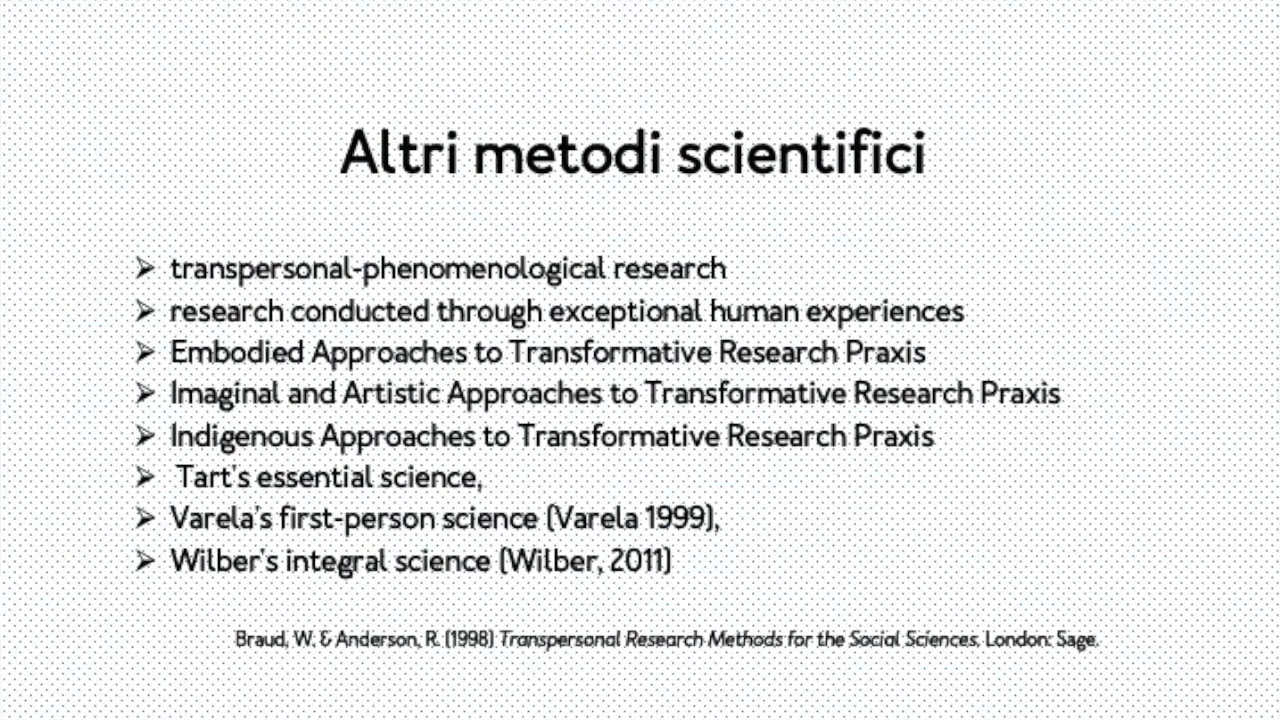 Altri metodi scientifici
➢ transpersonal-phenomenological research
➢ research conducted through exceptional human experiences
➢ Embodied Approaches to Transformative Research Praxis
➢ Imaginal and Artistic Approaches to Transformative Research Praxis
➢ Indigenous Approaches to Transformative Research Praxis
➢ Tart's essential science,
➢ Varela's first-person science (Varela 1999),
➢ Wilber's integral science (Wilber, 2011)
Braud, W. & Anderson, R. (1998) Transpersonal Research Methods for the Social Sciences. London: Sage.